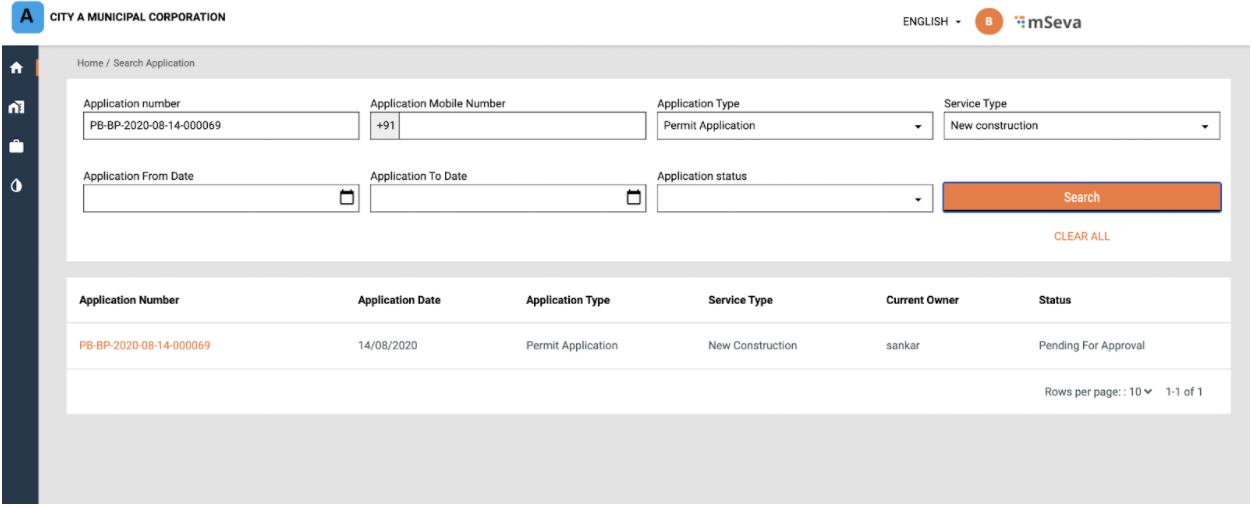 A CITY A MUNICIPAL CORPORATION ENGLISH B mSeva
Home / Search Application
Application number Application Mobile Number Application Type Service Type
PB-BP-2020-08-14-000069 +91 Permit Application New construction
Application From Date Application To Date Application status
Search
CLEAR ALL
Application Number Application Date Application Type Service Type Current Owner Status
PB-BP-2020-08-14-000069 14/08/2020 Permit Application New Construction sankar Pending For Approval
Rows per page: : 10 1-1 of 1